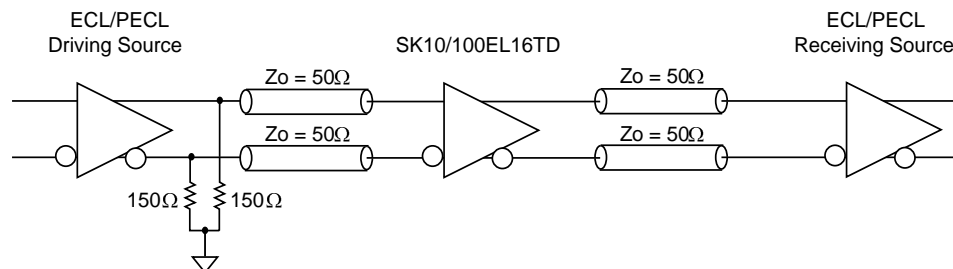 ECL/PECL
Driving Source
SK10/100EL16TD
ECL/PECL
Receiving Source
Zo = 50Ω
Zo = 50Ω
Zo = 50Ω
Zo = 50Ω
150Ω
150Ω